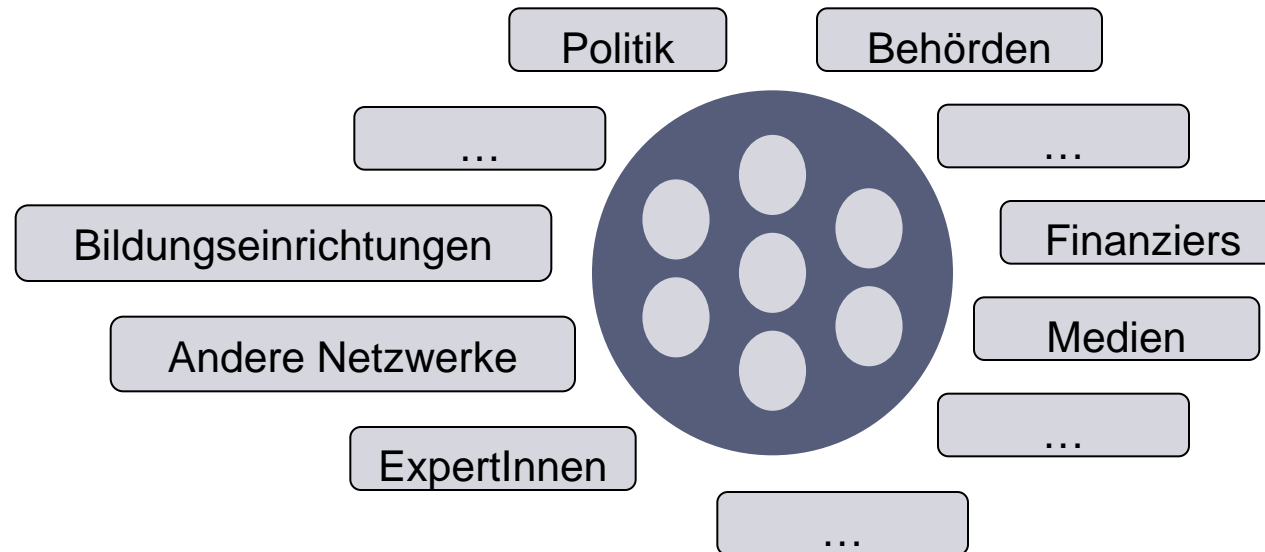 Politik
Behörden
...
...
Bildungseinrichtungen
Finanziers
Andere Netzwerke
Medien
...
ExpertInnen
...